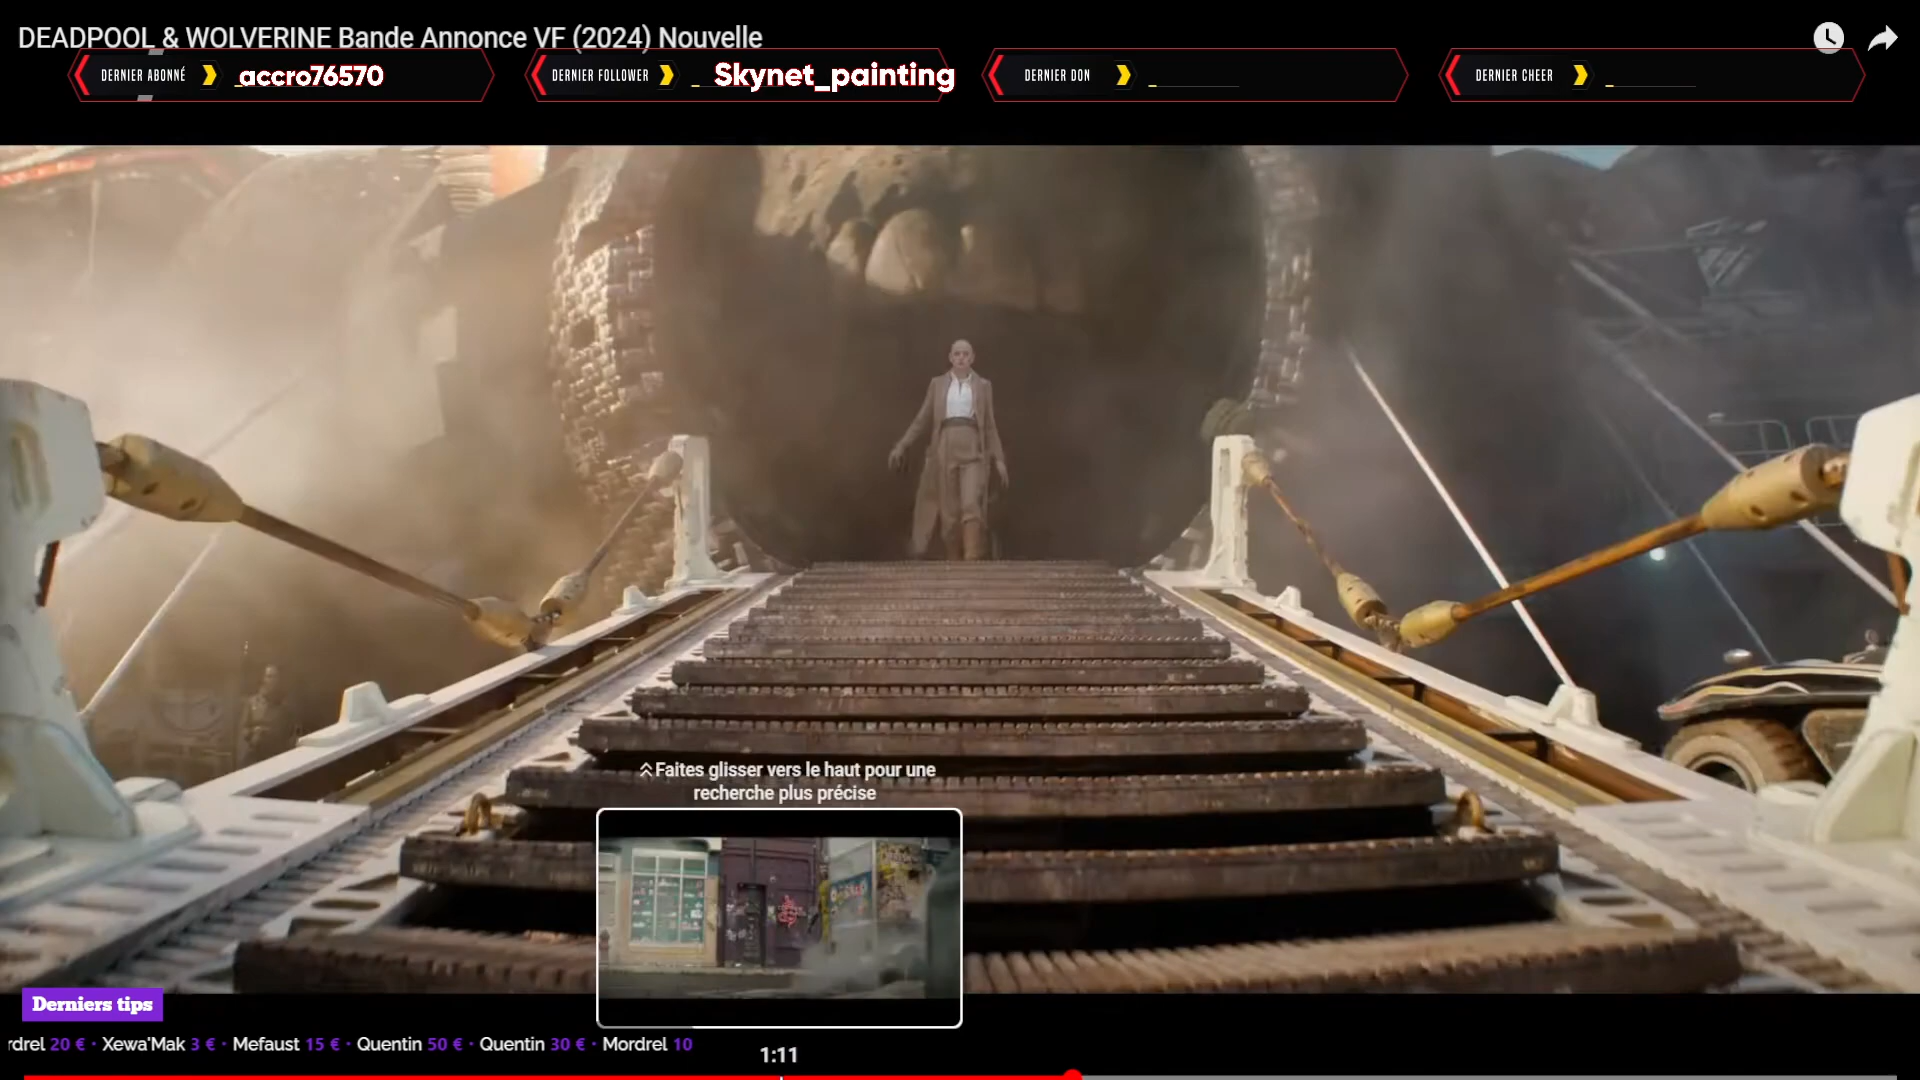 DEADPOOL & WOLVERINE Bande Annonce VF (2024) Nouvelle
DERNIER ABONNÉ accro76570
DERNIER FOLLOWER Skynet_painting
DERNIER DON
DERNIER CHEER
Faites glisser vers le haut pour une
recherche plus précise
Derniers tips
rdrel 20 € · Xewa'Mak 3 € · Mefaust 15 € · Quentin 50 € · Quentin 30 € · Mordrel 10
1:11